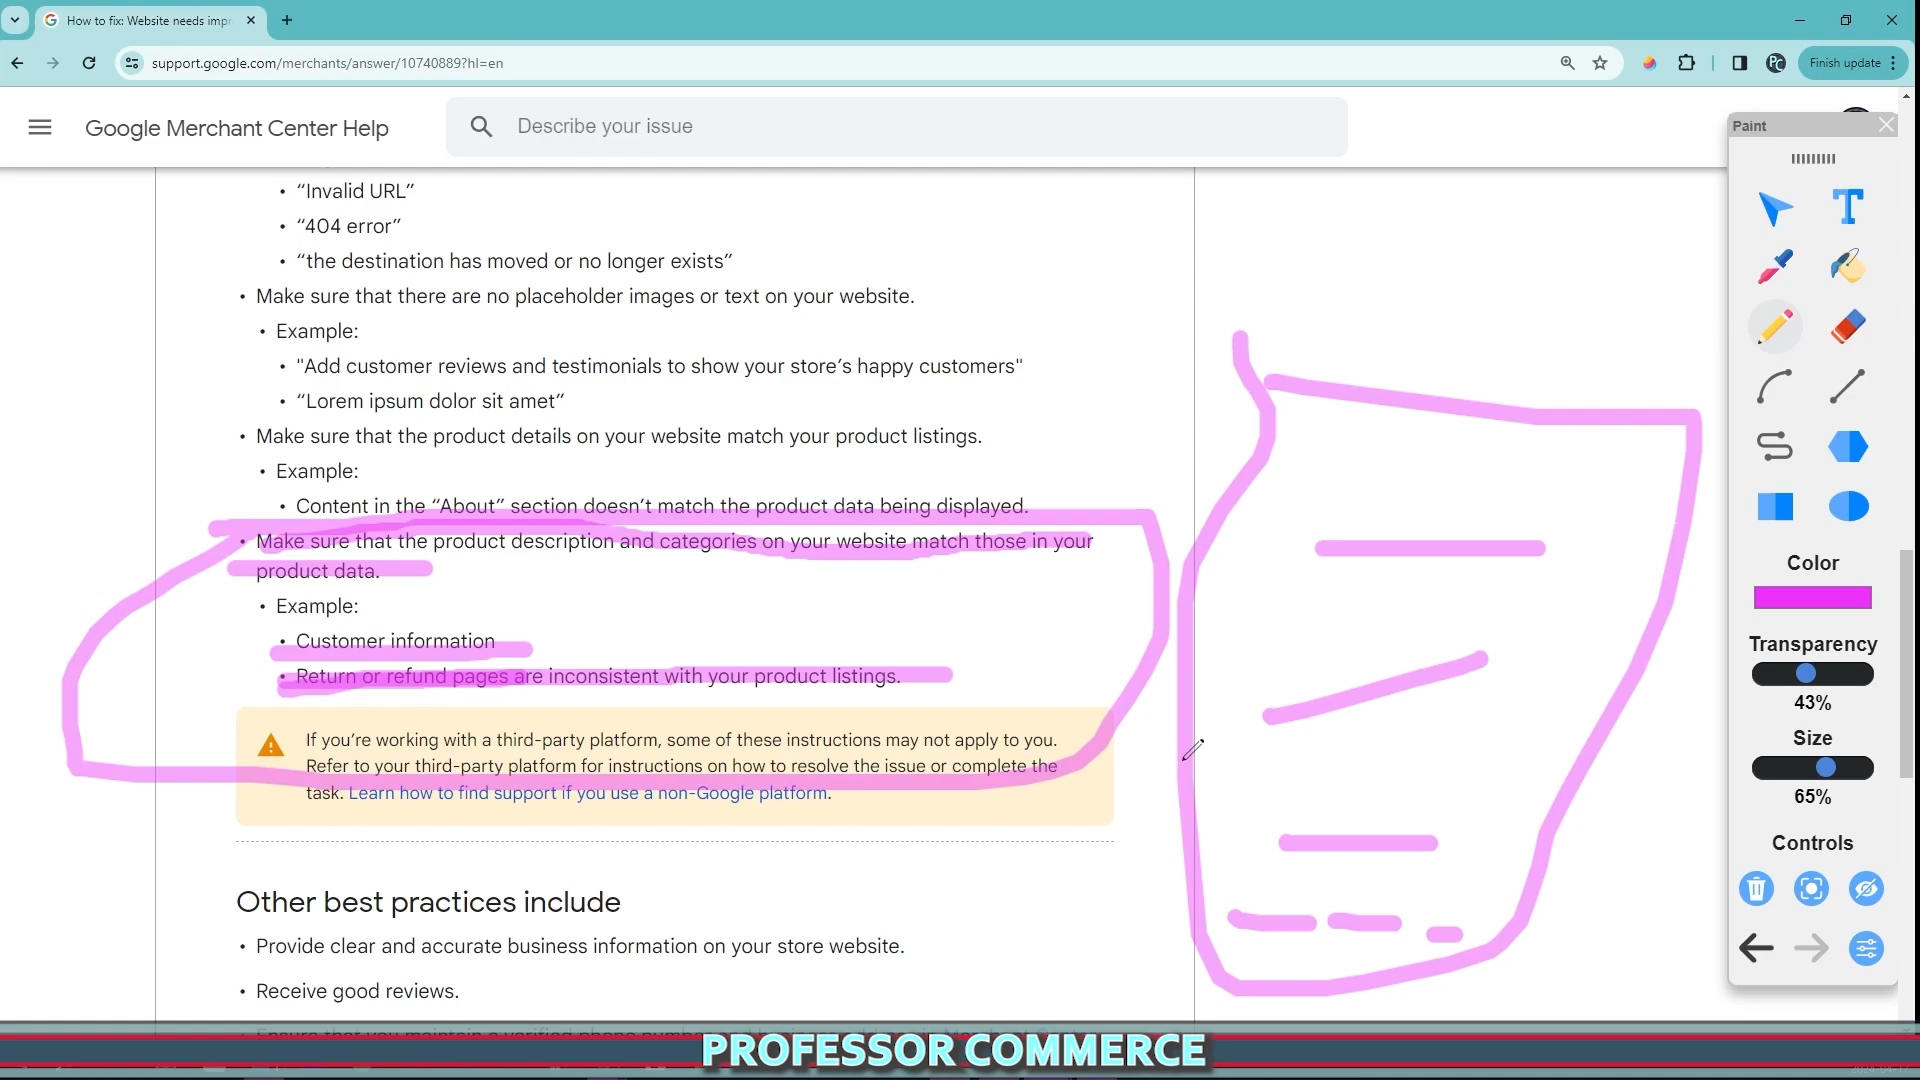 How to fix: Website needs impr
support.google.com/merchants/answer/10740889?hl=en
Finish update
Google Merchant Center Help
Describe your issue
Paint
• “Invalid URL”
• “404 error”
• “the destination has moved or no longer exists”
• Make sure that there are no placeholder images or text on your website.
• Example:
• "Add customer reviews and testimonials to show your store’s happy customers"
• “Lorem ipsum dolor sit amet”
• Make sure that the product details on your website match your product listings.
• Example:
• Content in the “About” section doesn’t match the product data being displayed.
• Make sure that the product description and categories on your website match those in your
product data.
• Example:
• Customer information
• Return or refund pages are inconsistent with your product listings.
If you’re working with a third-party platform, some of these instructions may not apply to you.
Refer to your third-party platform for instructions on how to resolve the issue or complete the
task. Learn how to find support if you use a non-Google platform.
Other best practices include
• Provide clear and accurate business information on your store website.
• Receive good reviews.
Color
Transparency
43%
Size
65%
Controls
PROFESSOR COMMERCE